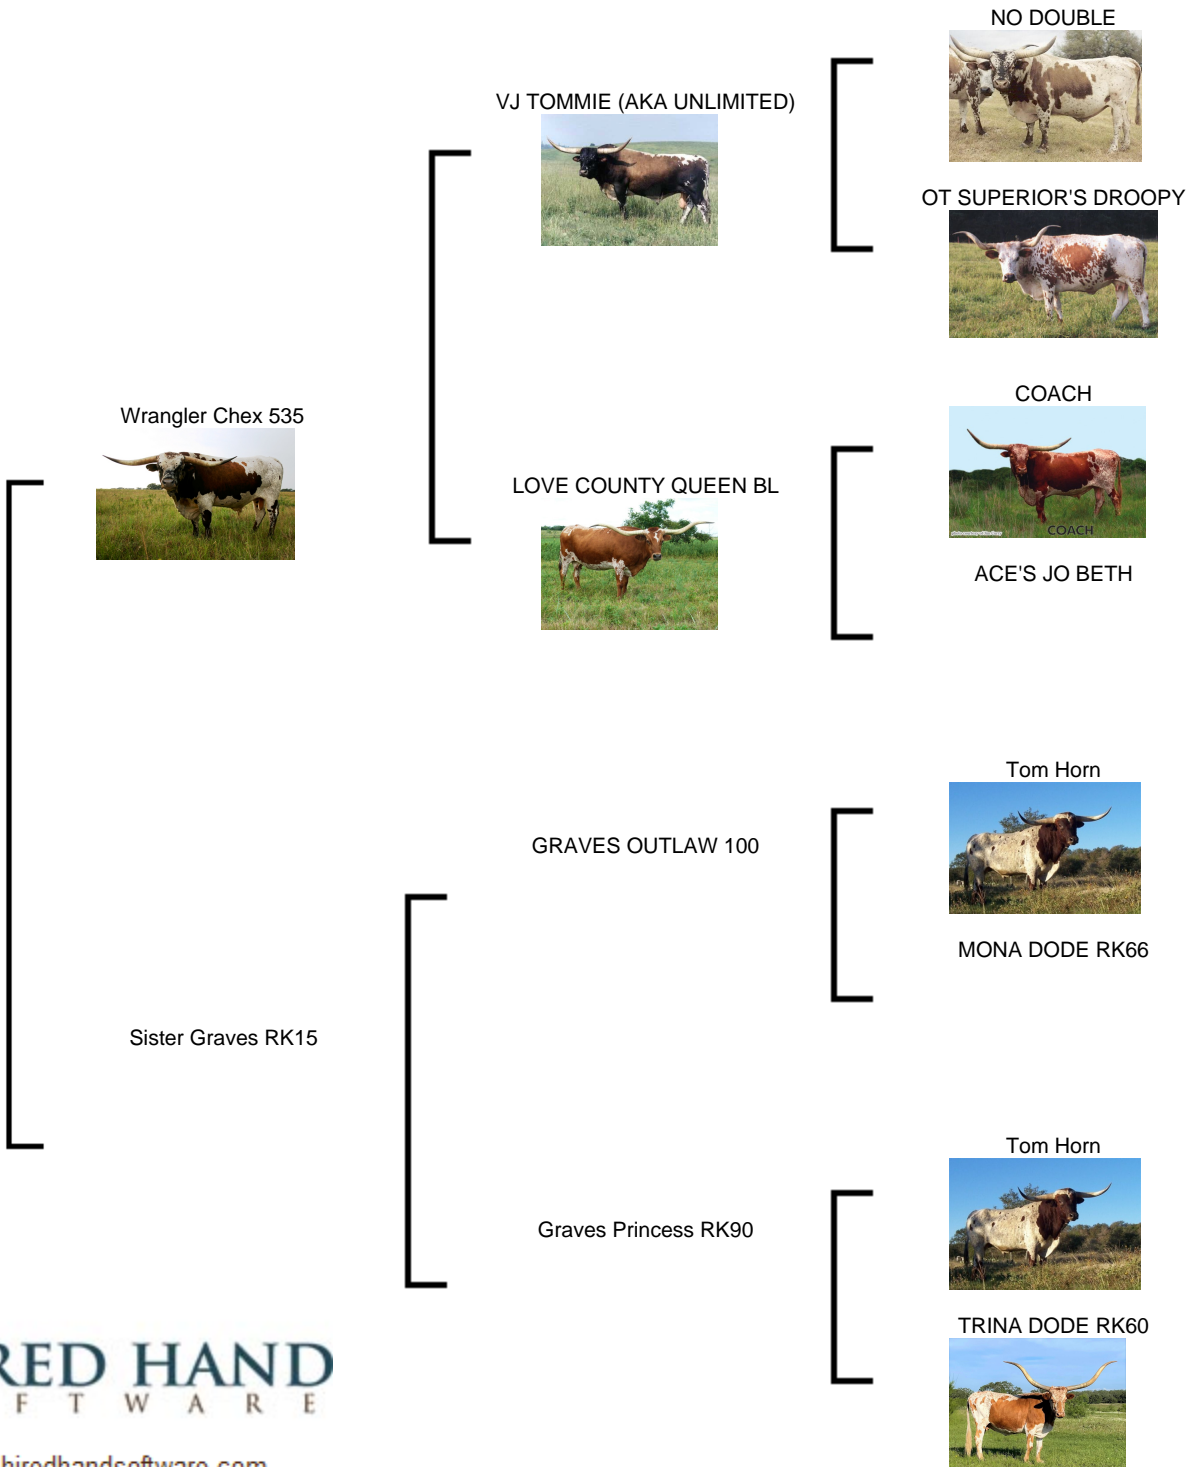 NO DOUBLE
VJ TOMMIE (AKA UNLIMITED)
OT SUPERIOR'S DROOPY
COACH
COACH
Wrangler Chex 535
LOVE COUNTY QUEEN BL
ACE'S JO BETH
Tom Horn
GRAVES OUTLAW 100
MONA DODE RK66
Sister Graves RK15
Tom Horn
Graves Princess RK90
TRINA DODE RK60
RED HAND
F T W A R E
hiredhandsoftware.com